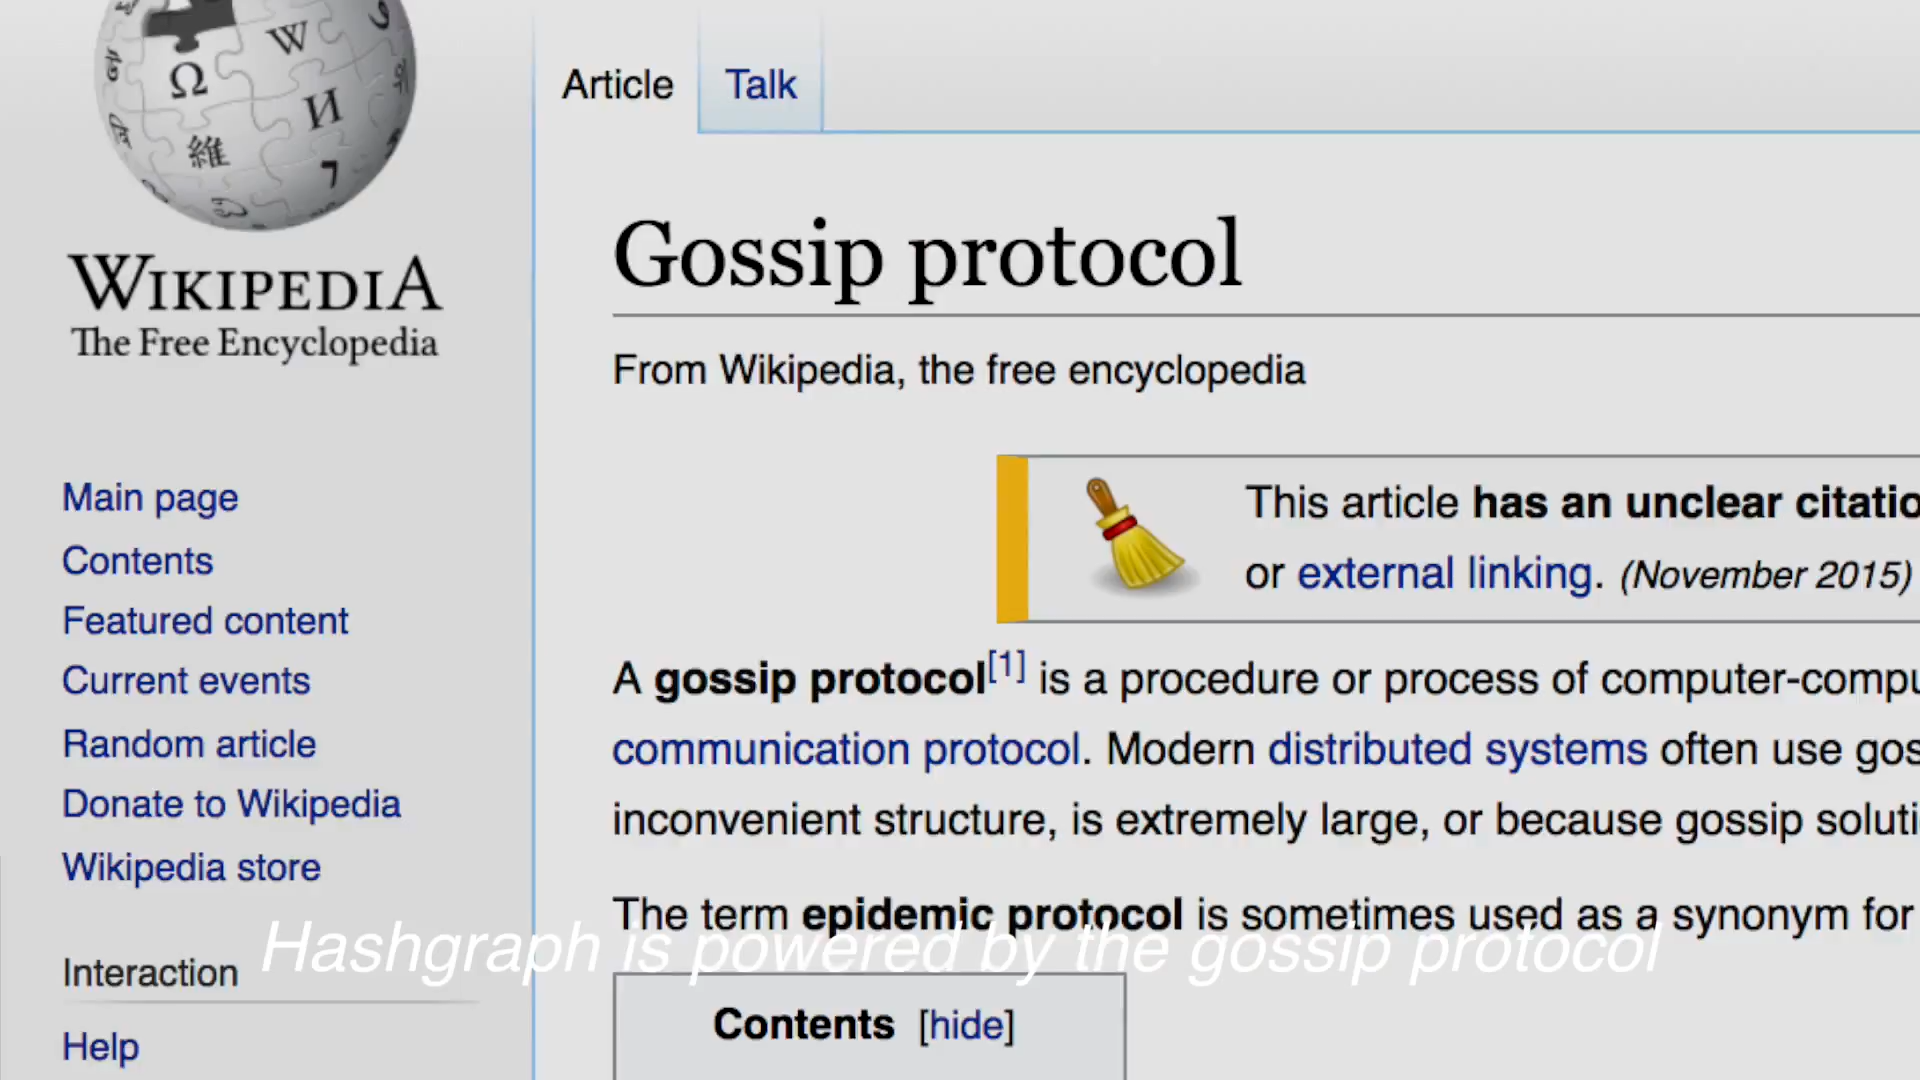 Ω W И 維 7
WIKIPEDIA
The Free Encyclopedia
Main page
Contents
Featured content
Current events
Random article
Donate to Wikipedia
Wikipedia store
Interaction
Help
Article Talk
Gossip protocol
From Wikipedia, the free encyclopedia
This article has an unclear citatio
or external linking. (November 2015)
A gossip protocol[1] is a procedure or process of computer-compu
communication protocol. Modern distributed systems often use gos
inconvenient structure, is extremely large, or because gossip soluti
The term epidemic protocol is sometimes used as a synonym for
Contents [hide]
Hashgraph is powered by the gossip protocol